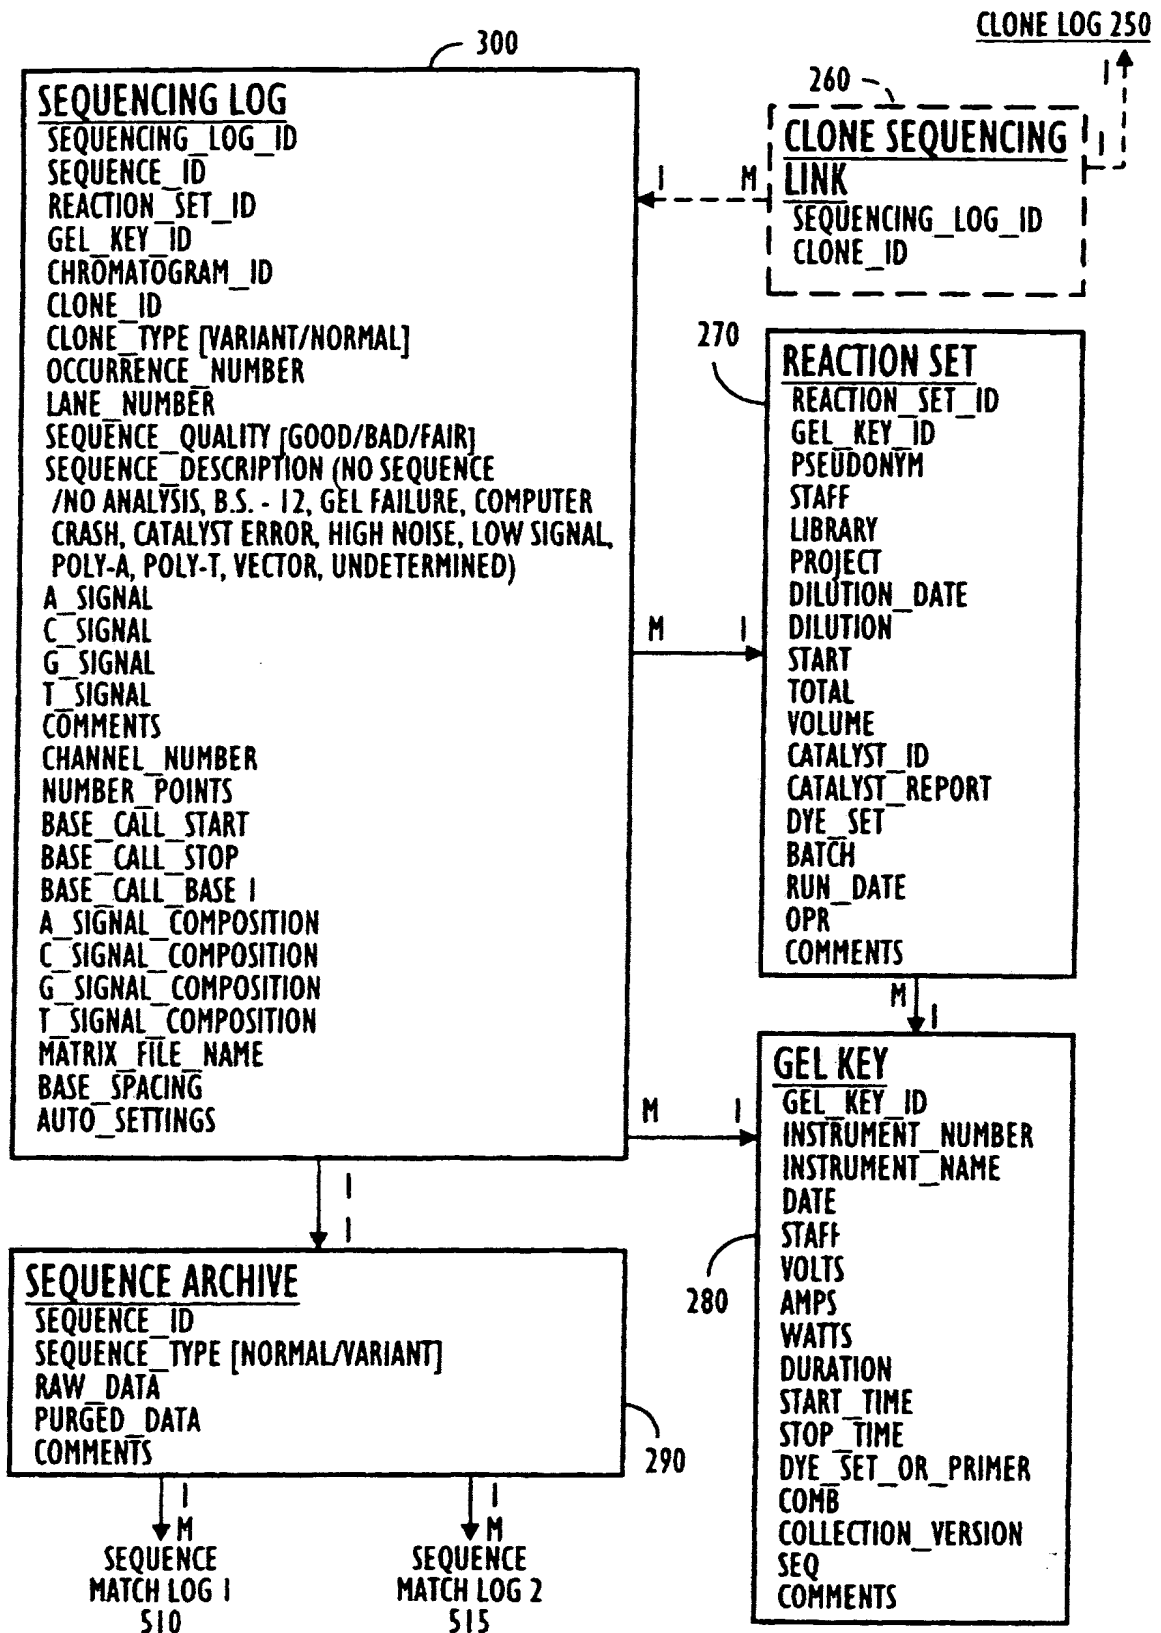 CLONE LOG 250
300
SEQUENCING LOG
SEQUENCING_LOG_ID
SEQUENCE_ID
REACTION_SET_ID
GEL_KEY_ID
CHROMATOGRAM_ID
CLONE_ID
CLONE_TYPE [VARIANT/NORMAL]
OCCURRENCE_NUMBER
LANE_NUMBER
SEQUENCE_QUALITY [GOOD/BAD/FAIR]
SEQUENCE_DESCRIPTION (NO SEQUENCE
/NO ANALYSIS, B.S. - 12, GEL FAILURE, COMPUTER
CRASH, CATALYST ERROR, HIGH NOISE, LOW SIGNAL,
POLY-A, POLY-T, VECTOR, UNDETERMINED)
A_SIGNAL
C_SIGNAL
G_SIGNAL
T_SIGNAL
COMMENTS
CHANNEL_NUMBER
NUMBER_POINTS
BASE_CALL_START
BASE_CALL_STOP
BASE_CALL_BASE 1
A_SIGNAL_COMPOSITION
C_SIGNAL_COMPOSITION
G_SIGNAL_COMPOSITION
T_SIGNAL_COMPOSITION
MATRIX_FILE_NAME
BASE_SPACING
AUTO_SETTINGS
1 M
260
CLONE SEQUENCING
LINK
SEQUENCING_LOG_ID
CLONE_ID
1
1
M 1
270
REACTION SET
REACTION_SET_ID
GEL_KEY_ID
PSEUDONYM
STAFF
LIBRARY
PROJECT
DILUTION_DATE
DILUTION
START
TOTAL
VOLUME
CATALYST_ID
CATALYST_REPORT
DYE_SET
BATCH
RUN_DATE
OPR
COMMENTS
M
1
M 1
GEL KEY
GEL_KEY_ID
INSTRUMENT_NUMBER
INSTRUMENT_NAME
DATE
STAFF
VOLTS
AMPS
WATTS
DURATION
START_TIME
STOP_TIME
DYE_SET_OR_PRIMER
COMB
COLLECTION_VERSION
SEQ
COMMENTS
280
1
1
SEQUENCE ARCHIVE
SEQUENCE_ID
SEQUENCE_TYPE [NORMAL/VARIANT]
RAW_DATA
PURGED_DATA
COMMENTS
290
1
M
SEQUENCE
MATCH LOG 1
510
1
M
SEQUENCE
MATCH LOG 2
515